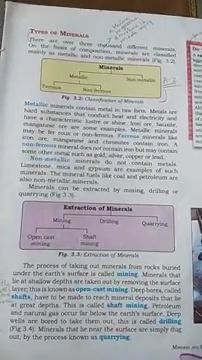 TYPES OF MINERALS
There are over three thousand different minerals.
On the basis of composition, minerals are classified
mainly as metallic and non-metallic minerals (Fig. 3.2).
Minerals
Metallic
Non-metallic
Ferrous
Non-ferrous
Fig. 3.2: Classification of Minerals
Metallic minerals contain metal in raw form. Metals are
hard substances that conduct heat and electricity and
have a characteristic lustre or shine. Iron ore, bauxite,
manganese ore are some examples. Metallic minerals
may be ferrous or non-ferrous. Ferrous minerals like
iron ore, manganese and chromites contain iron. A
non-ferrous mineral does not contain iron but may contain
some other metal such as gold, silver, copper or lead.
Non-metallic minerals do not contain metals.
Limestone, mica and gypsum are examples of such
minerals. The mineral fuels like coal and petroleum are
also non-metallic minerals.
Minerals can be extracted by mining, drilling or
quarrying (Fig 3.3).
Extraction of Minerals
Mining
Drilling
Quarrying
Open cast
mining
Shaft
mining
Fig. 3.3: Extraction of Minerals
The process of taking out minerals from rocks buried
under the earth's surface is called mining. Minerals that
lie at shallow depths are taken out by removing the surface
layer; this is known as open-cast mining. Deep bores, called
shafts, have to be made to reach mineral deposits that lie
at great depths. This is called shaft mining. Petroleum
and natural gas occur far below the earth's surface. Deep
wells are bored to take them out, this is called drilling
(Fig 3.4). Minerals that lie near the surface are simply dug
out, by the process known as quarrying.